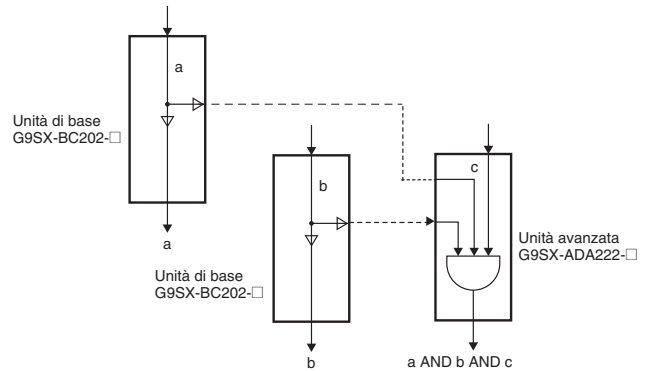 a
Unità di base
G9SX-BC202-□
a
b
Unità di base
G9SX-BC202-□
b
c
Unità avanzata
G9SX-ADA222-□
a AND b AND c